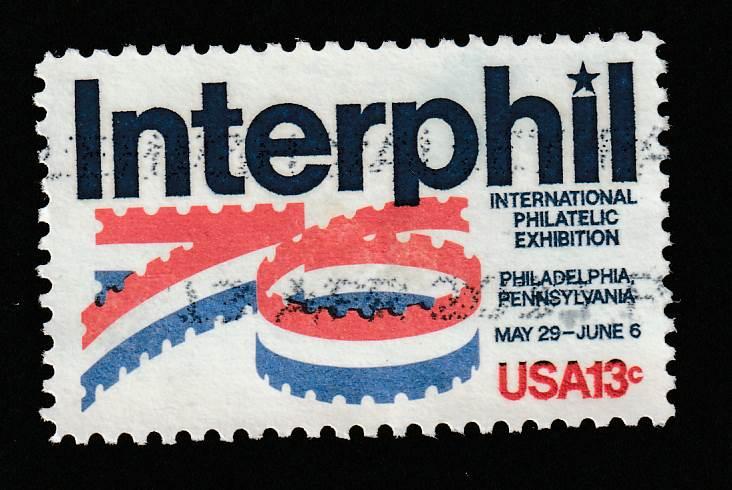 Interphil
INTERNATIONAL
PHILATELIC
EXHIBITION
PHILADELPHIA,
PENNSYLVANIA
MAY 29-JUNE 6
USA13c